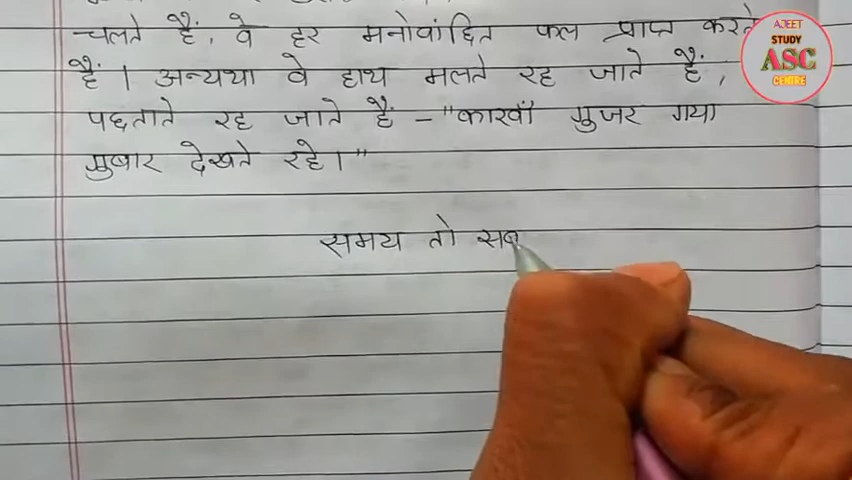 चलते हैं, वे हर मनोवांछित फल प्राप्त करते
हैं। अन्यथा वे हाथ मलते रह जाते हैं,
पछताते रह जाते हैं -"कारवाँ गुजर गया
गुबार देखते रहे।"
समय तो सब
AJEET
STUDY
ASC
CENTRE